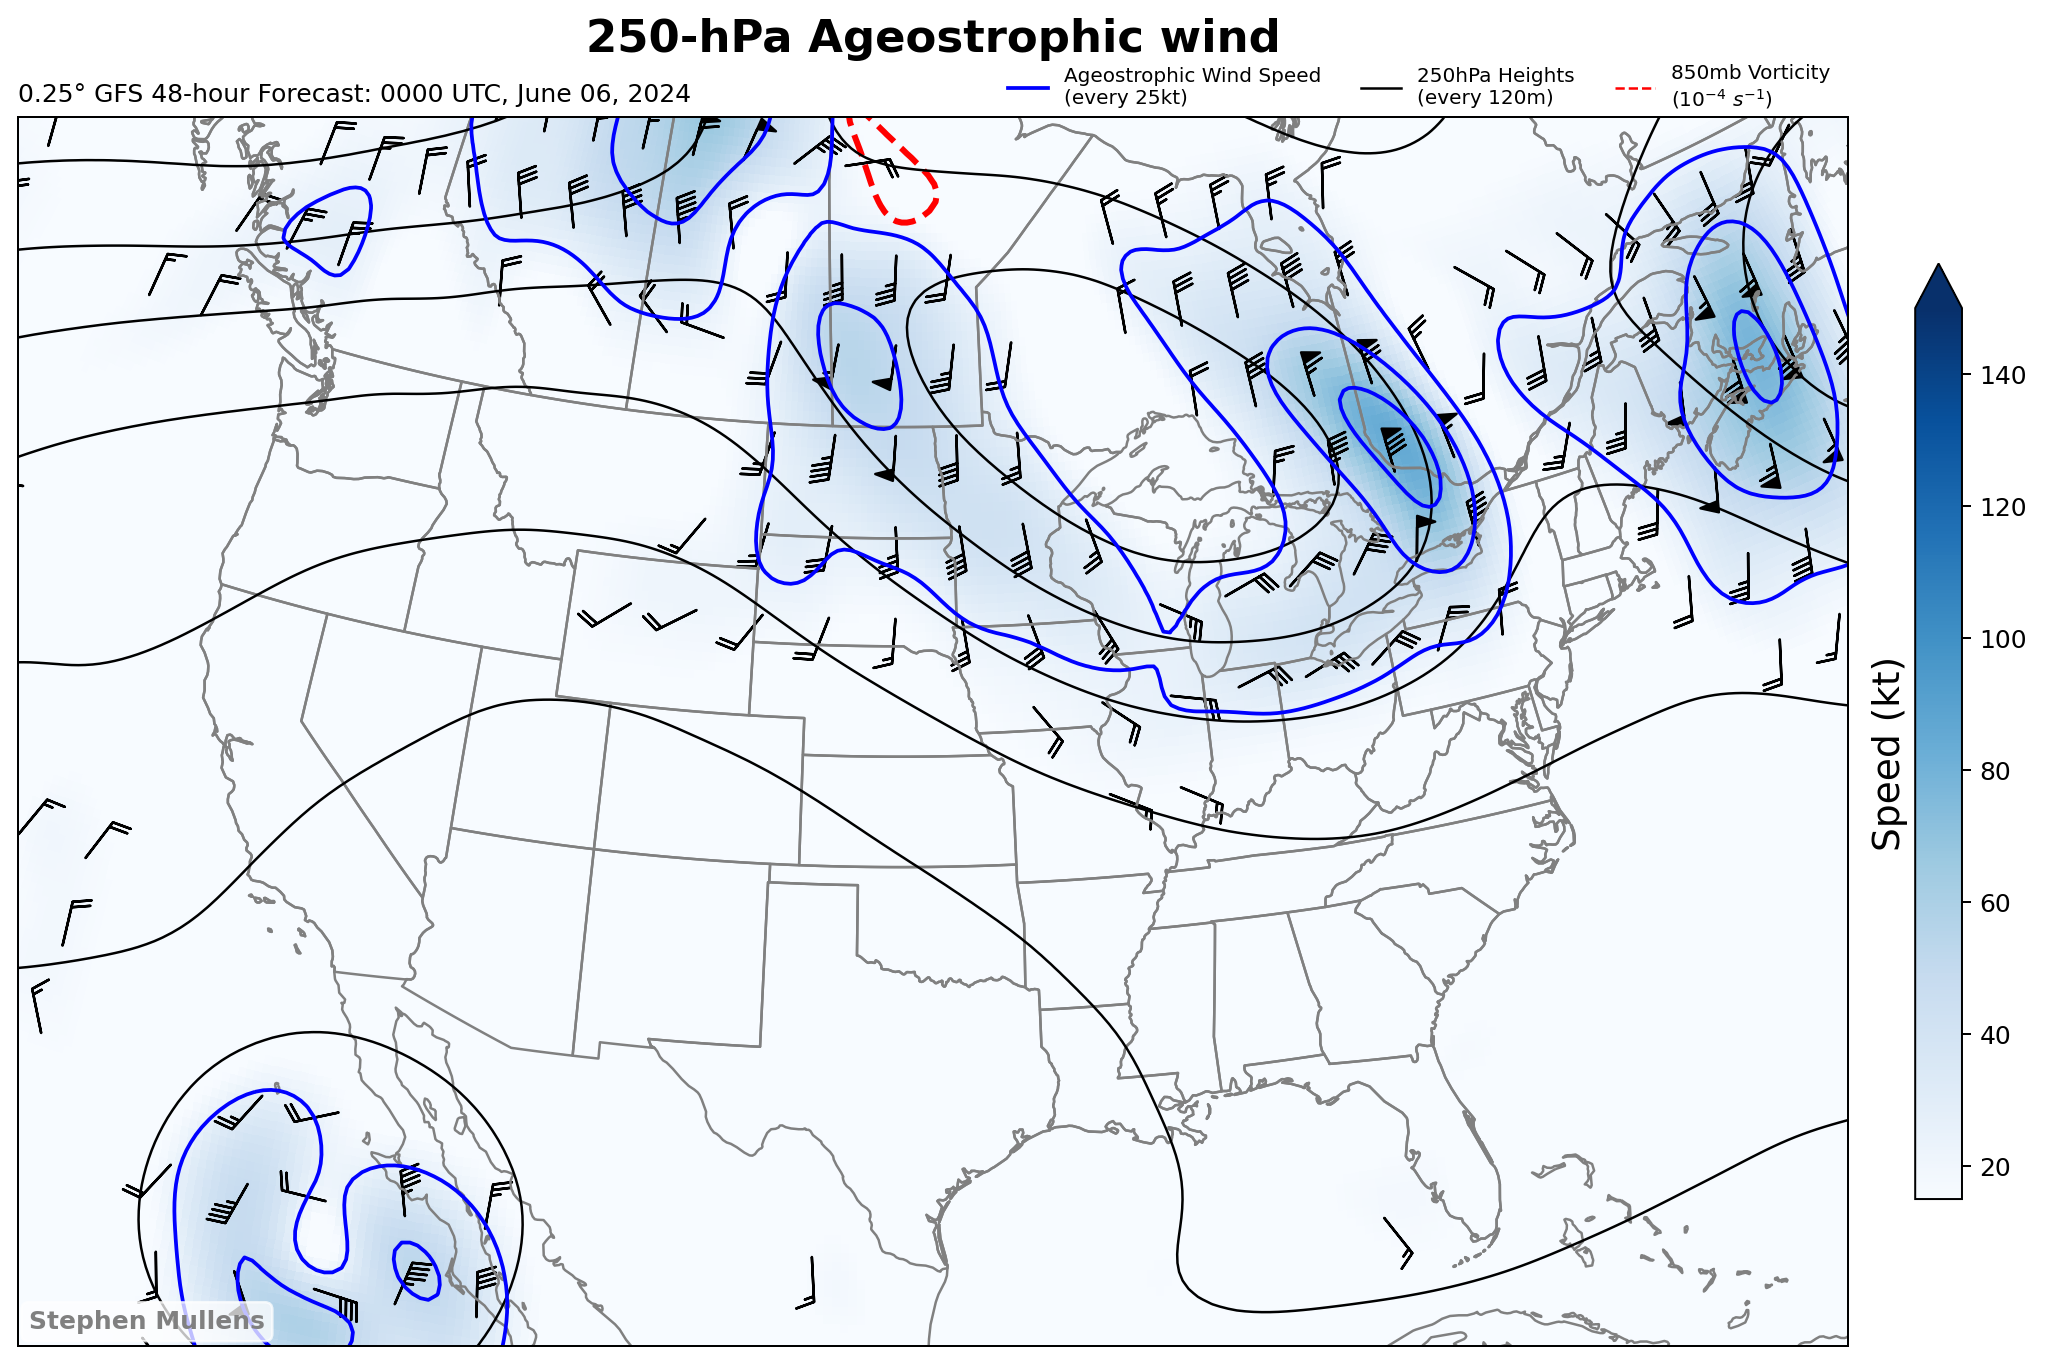 250-hPa Ageostrophic wind
0.25° GFS 48-hour Forecast: 0000 UTC, June 06, 2024
Ageostrophic Wind Speed
(every 25kt)
250hPa Heights
(every 120m)
850mb Vorticity
(10⁻⁴ s⁻¹)
140
120
100
80
60
40
20
Speed (kt)
Stephen Mullens